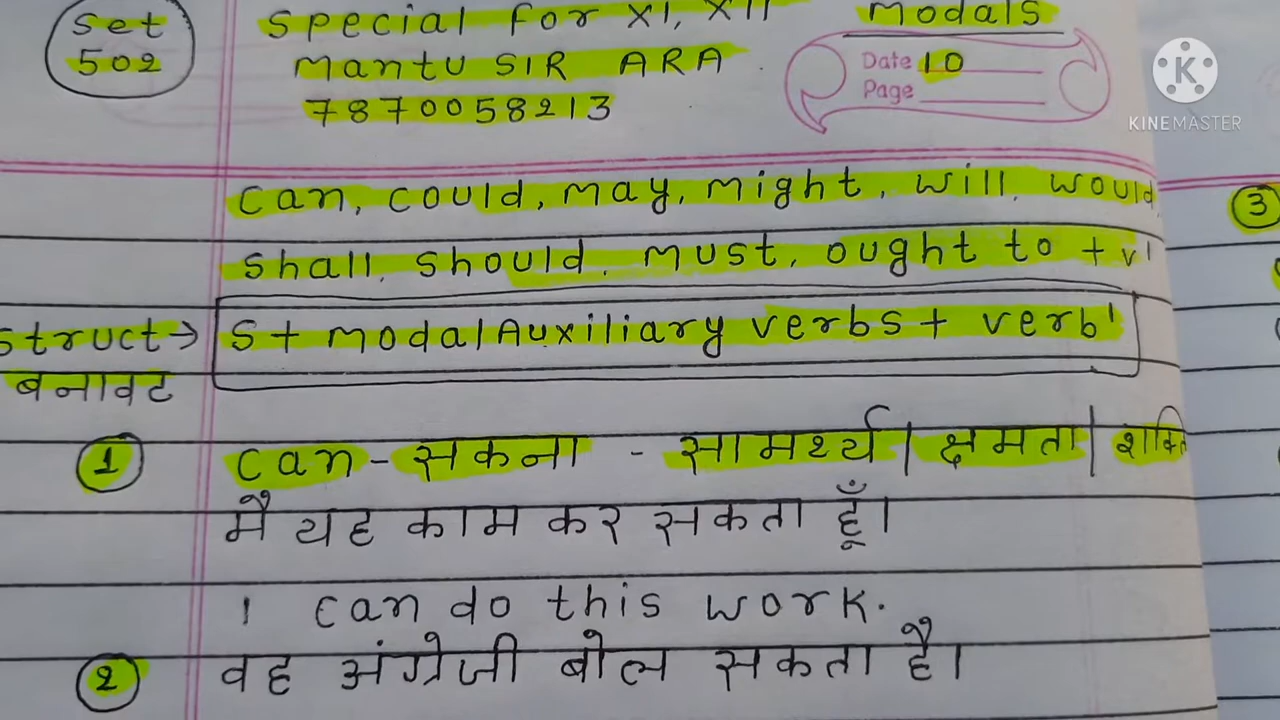 Set
502
Special for XI, XII
Modals
Mantu SIR ARA
7870058213
Date 10
Page
KINEMASTER
can, could, may, might, will, would,
3
shall, should, must, ought to + v¹
Struct →
S + modal Auxiliary verbs + verb¹
बनावट
1 can - सकना - सामर्थ्य | क्षमता | शक्ति
मै यह काम कर सकता हूँ।
I can do this work.
2 वह अंग्रेजी बोल सकता है।